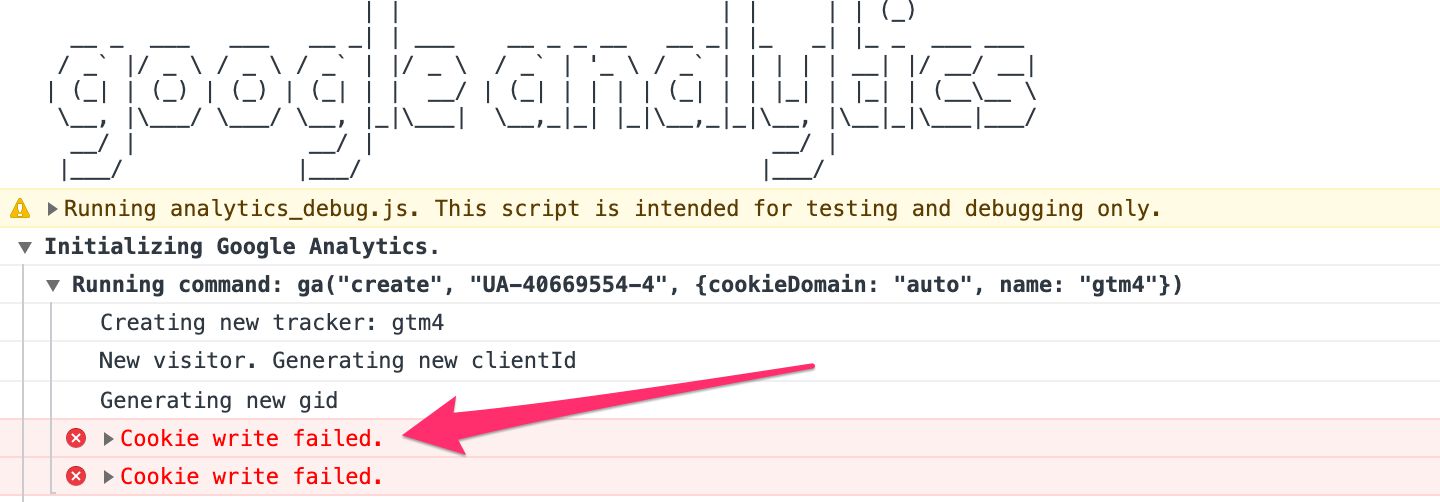 google analytics
Running analytics_debug.js. This script is intended for testing and debugging only.
Initializing Google Analytics.
Running command: ga("create", "UA-40669554-4", {cookieDomain: "auto", name: "gtm4"})
Creating new tracker: gtm4
New visitor. Generating new clientId
Generating new gid
Cookie write failed.
Cookie write failed.